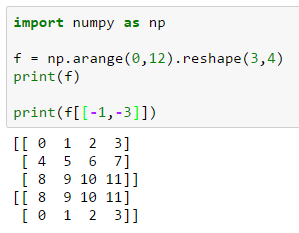 import numpy as np
f = np.arange(0,12).reshape(3,4)
print(f)
print(f[[-1,-3]])
[[ 0  1  2  3]
 [ 4  5  6  7]
 [ 8  9 10 11]]
[[ 8  9 10 11]
 [ 0  1  2  3]]